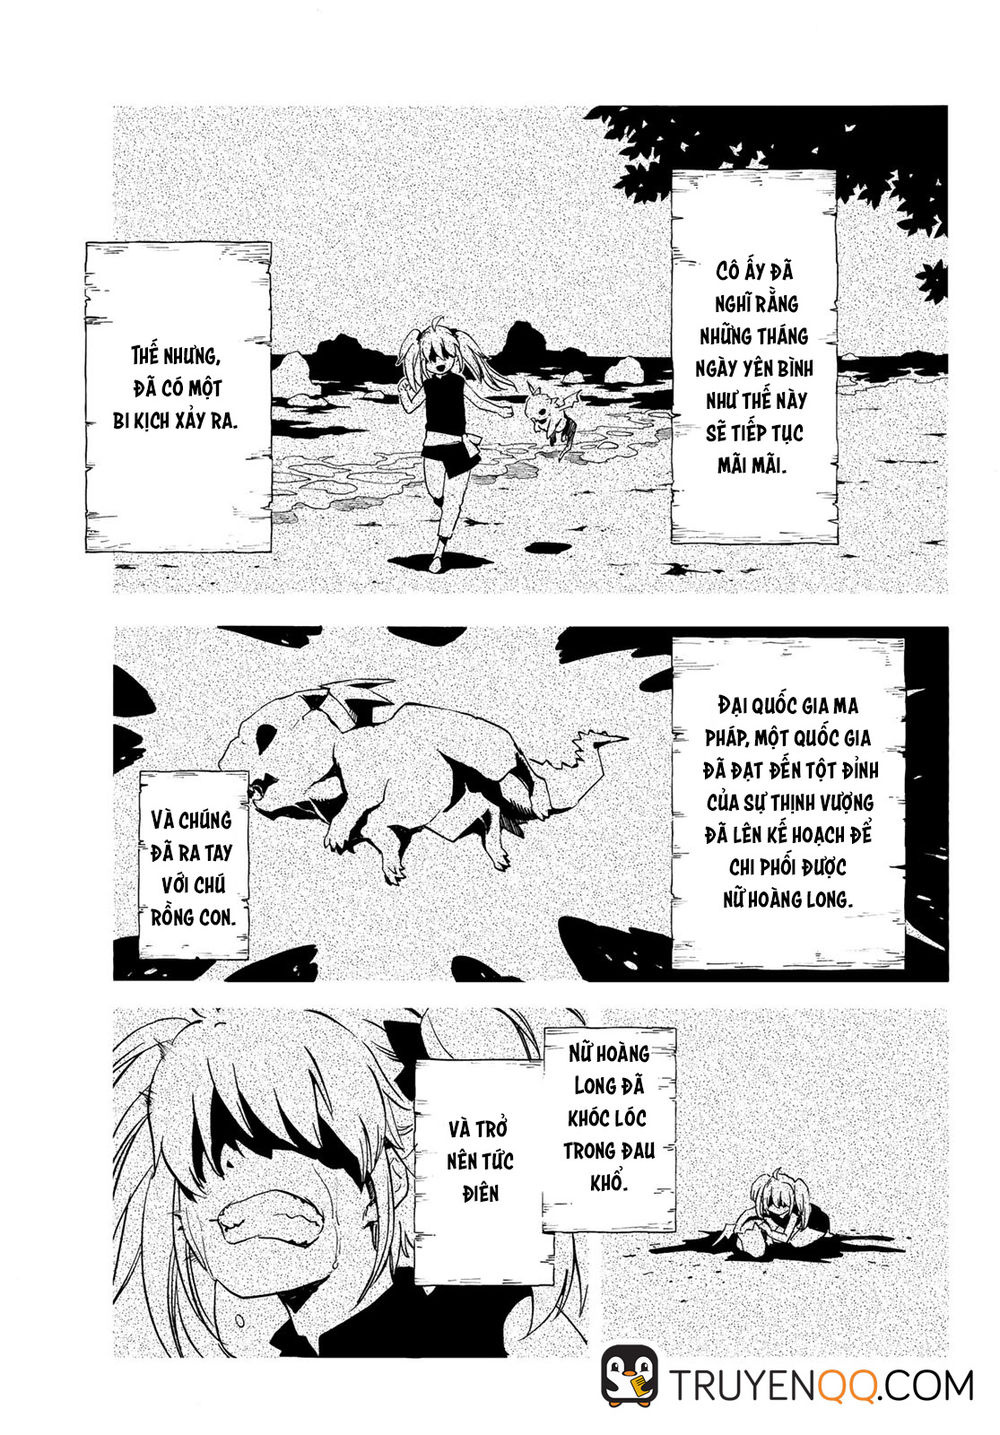 CÔ ẤY ĐÃ
NGHĨ RẰNG
NHỮNG THÁNG
NGÀY YÊN BÌNH
NHƯ THẾ NÀY
SẼ TIẾP TỤC
MÃI MÃI.
THẾ NHƯNG,
ĐÃ CÓ MỘT
BI KỊCH XẢY RA.
ĐẠI QUỐC GIA MA
PHÁP, MỘT QUỐC GIA
ĐÃ ĐẠT ĐẾN TỘT ĐỈNH
CỦA SỰ THỊNH VƯỢNG
ĐÃ LÊN KẾ HOẠCH ĐỂ
CHI PHỐI ĐƯỢC
NỮ HOÀNG LONG.
VÀ CHÚNG
ĐÃ RA TAY
VỚI CHÚ
RỒNG CON.
NỮ HOÀNG
LONG ĐÃ
KHÓC LÓC
TRONG ĐAU
KHỔ.
VÀ TRỞ
NÊN TỨC
ĐIÊN
TRUYENQQ.COM